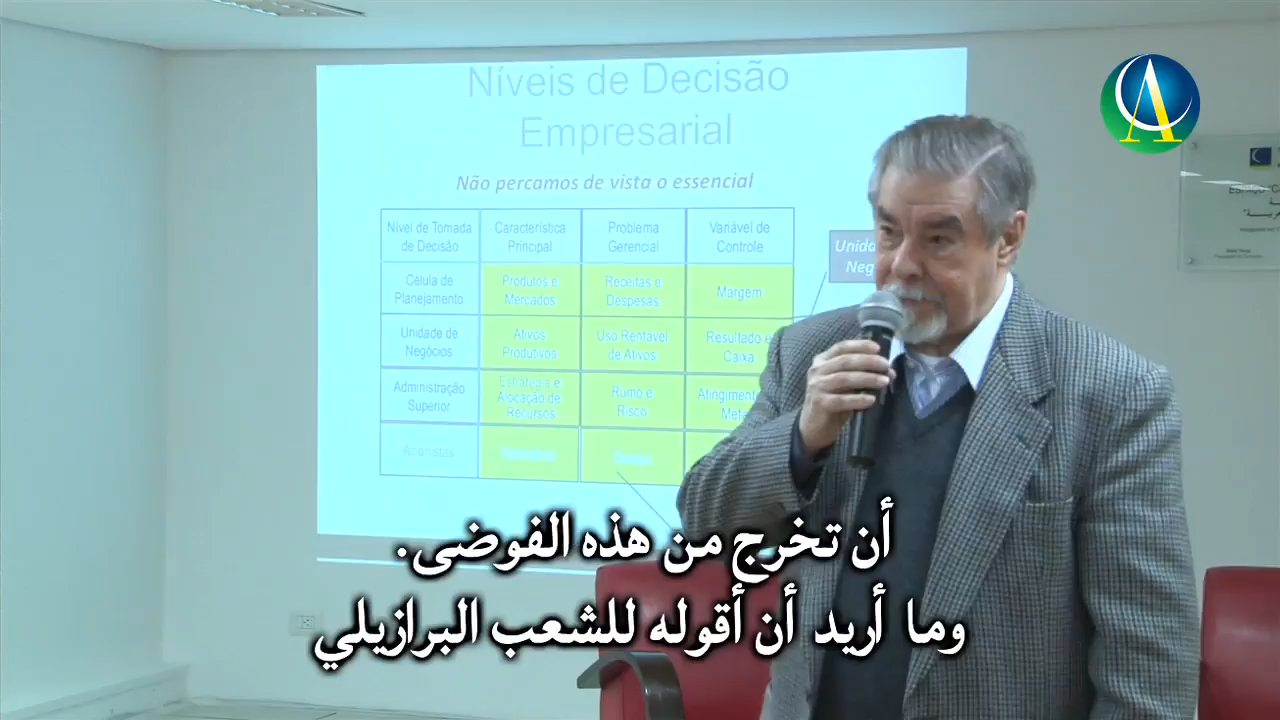 Níveis de Decisão
Empresarial
Não percamos de vista o essencial
Nível de Tomada de Decisão
Característica Principal
Problema Gerencial
Variável de Controle
Célula de Planejamento
Produtos e Mercados
Receitas e Despesas
Margem
Unidade de Negócios
Ativos Produtivos
Uso Rentável de Ativos
Resultado e Caixa
Administração Superior
Estratégia e Alocação de Recursos
Rumo e Risco
Acionistas
أن تخرج من هذه الفوضى.
وما أريد أن أقوله للشعب البرازيلي